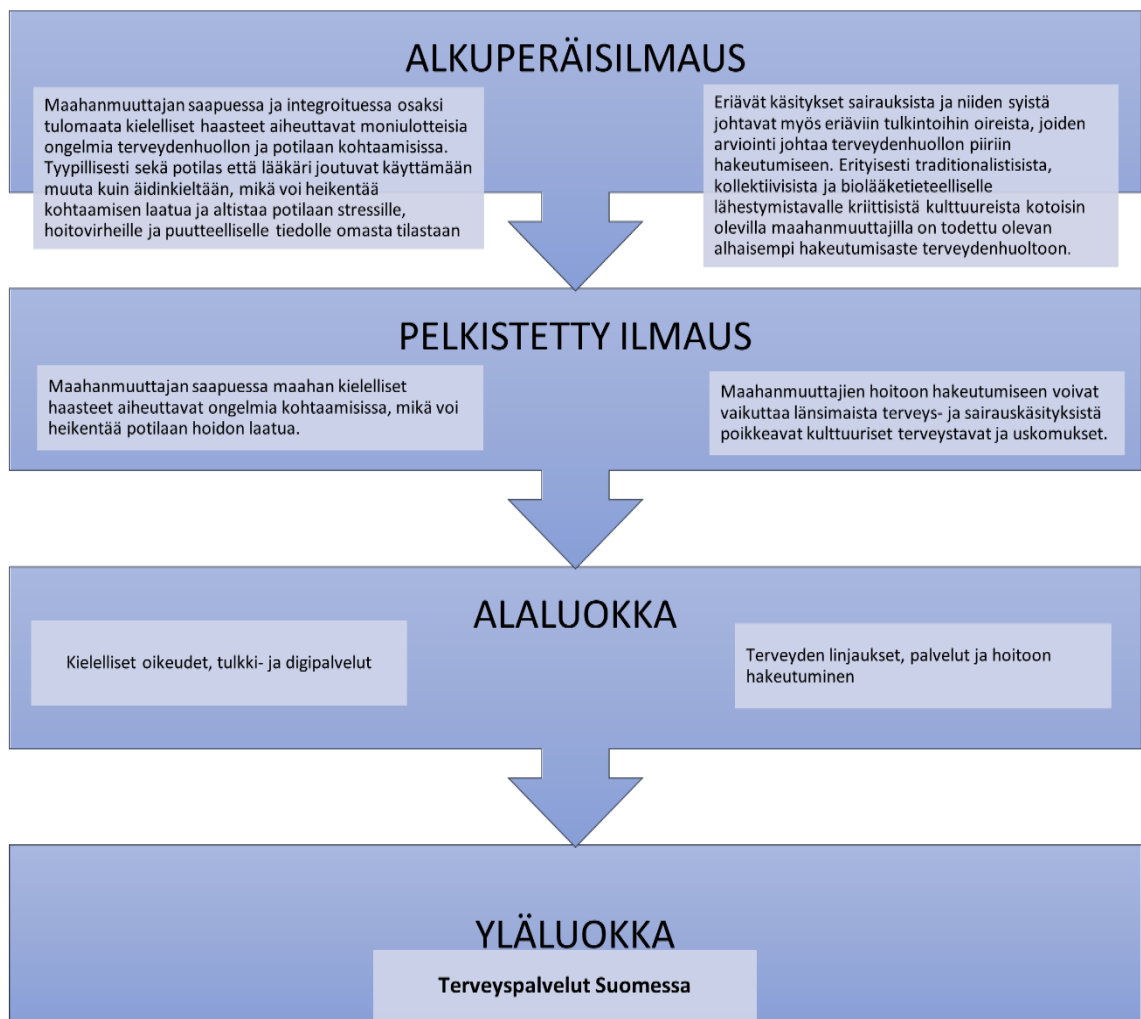 ALKUPERÄISILMAUS
Maahanmuuttajan saapuessa ja integroituessa osaksi
tulomaata kielelliset haasteet aiheuttavat moniulotteisia
ongelmia terveydenhuollon ja potilaan kohtaamisissa.
Tyypillisesti sekä potilas että lääkäri joutuvat käyttämään
muuta kuin äidinkieltään, mikä voi heikentää
kohtaamisen laatua ja altistaa potilaan stressille,
hoitovirheille ja puutteelliselle tiedolle omasta tilastaan
Eriävät käsitykset sairauksista ja niiden syistä
johtavat myös eriäviin tulkintoihin oireista, joiden
arviointi johtaa terveydenhuollon piiriin
hakeutumiseen. Erityisesti traditionalistisista,
kollektiivisista ja biolääketieteelliselle
lähestymistavalle kriittisistä kulttuureista kotoisin
olevilla maahanmuuttajilla on todettu olevan
alhaisempi hakeutumisaste terveydenhuoltoon.
PELKISTETTY ILMAUS
Maahanmuuttajan saapuessa maahan kielelliset
haasteet aiheuttavat ongelmia kohtaamisissa, mikä voi
heikentää potilaan hoidon laatua.
Maahanmuuttajien hoitoon hakeutumiseen voivat
vaikuttaa länsimaista terveys- ja sairauskäsityksistä
poikkeavat kulttuuriset terveystavat ja uskomukset.
ALALUOKKA
Kielelliset oikeudet, tulkki- ja digipalvelut
Terveyden linjaukset, palvelut ja hoitoon
hakeutuminen
YLÄLUOKKA
Terveyspalvelut Suomessa